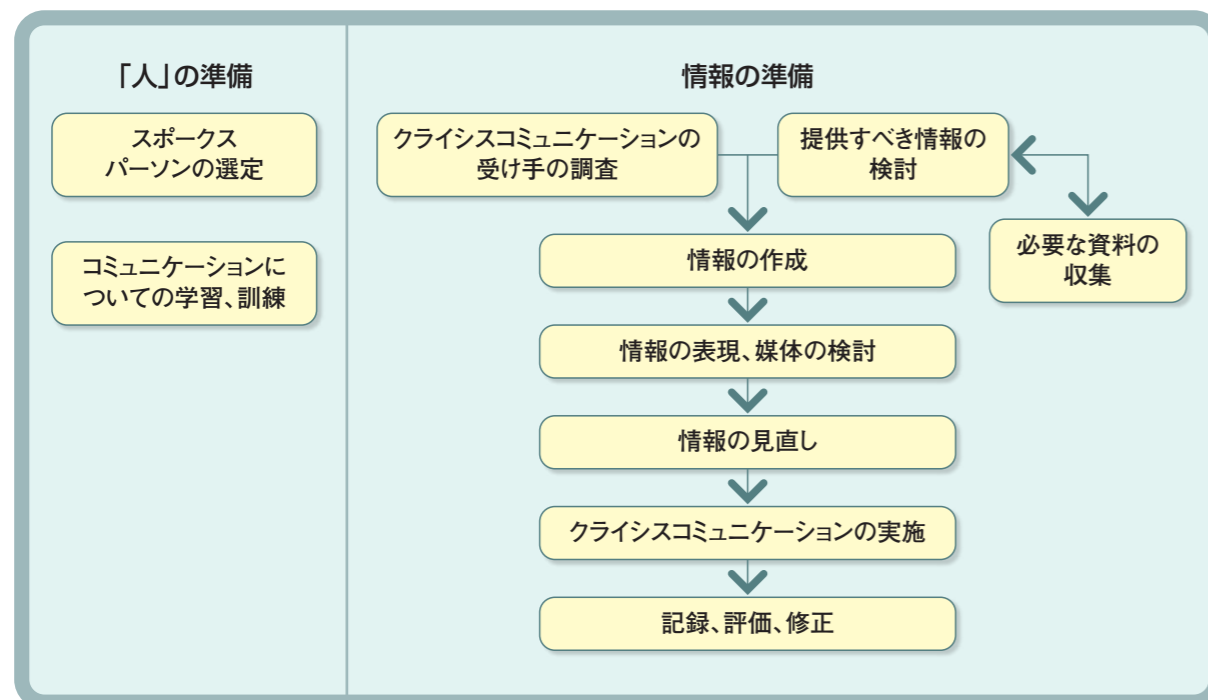 「人」の準備
スポークス
パーソンの選定
コミュニケーションに
ついての学習、訓練
情報の準備
クライシスコミュニケーションの
受け手の調査
提供すべき情報の
検討
必要な資料の
収集
情報の作成
情報の表現、媒体の検討
情報の見直し
クライシスコミュニケーションの実施
記録、評価、修正